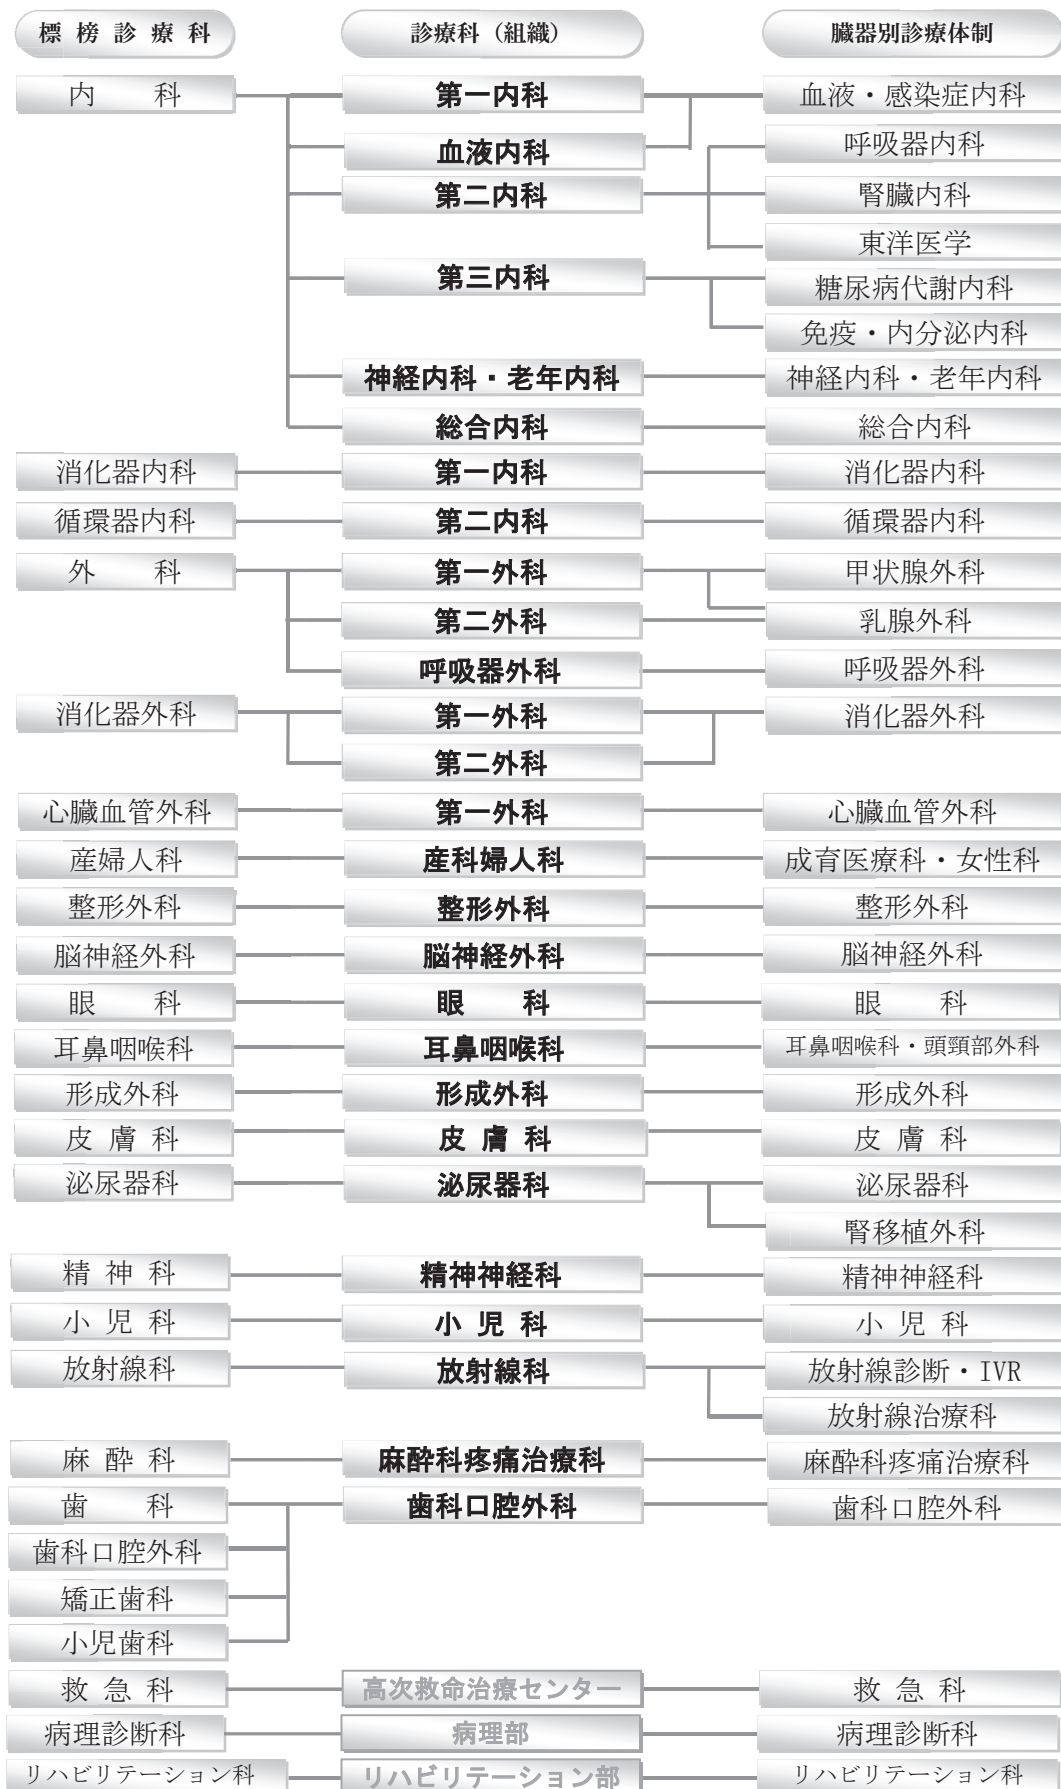 標榜診療科 診療科（組織） 臓器別診療体制
内科 第一内科 血液・感染症内科
血液内科 呼吸器内科
第二内科 腎臓内科
東洋医学
第三内科 糖尿病代謝内科
免疫・内分泌内科
神経内科・老年内科 神経内科・老年内科
総合内科 総合内科
消化器内科 第一内科 消化器内科
循環器内科 第二内科 循環器内科
外科 第一外科 甲状腺外科
第二外科 乳腺外科
呼吸器外科 呼吸器外科
消化器外科 第一外科 消化器外科
第二外科
心臓血管外科 第一外科 心臓血管外科
産婦人科 産科婦人科 成育医療科・女性科
整形外科 整形外科 整形外科
脳神経外科 脳神経外科 脳神経外科
眼科 眼科 眼科
耳鼻咽喉科 耳鼻咽喉科 耳鼻咽喉科・頭頸部外科
形成外科 形成外科 形成外科
皮膚科 皮膚科 皮膚科
泌尿器科 泌尿器科 泌尿器科
腎移植外科
精神科 精神神経科 精神神経科
小児科 小児科 小児科
放射線科 放射線科 放射線診断・IVR
放射線治療科
麻酔科 麻酔科疼痛治療科 麻酔科疼痛治療科
歯科 歯科口腔外科 歯科口腔外科
歯科口腔外科
矯正歯科
小児歯科
救急科 高次救命治療センター 救急科
病理診断科 病理部 病理診断科
リハビリテーション科 リハビリテーション部 リハビリテーション科